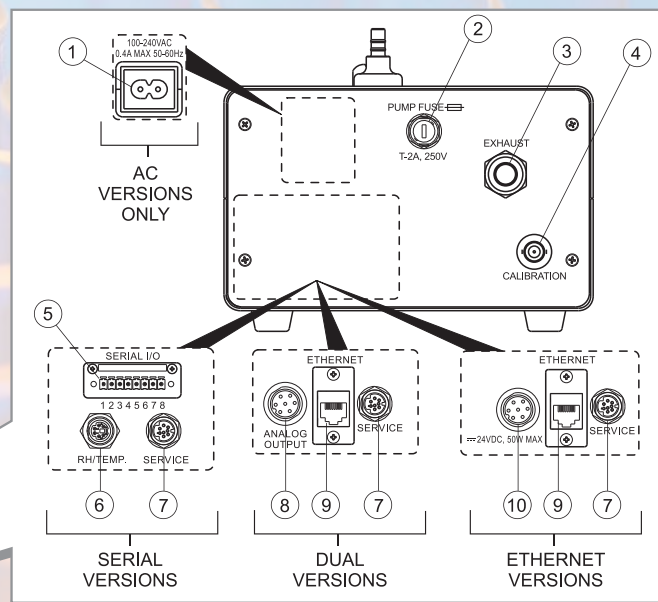 1
100-240VAC
0.4A MAX 50-60Hz
AC
VERSIONS
ONLY
2
3
4
PUMP FUSE
T-2A, 250V
EXHAUST
CALIBRATION
5
SERIAL I/O
1 2 3 4 5 6 7 8
RH/TEMP.
SERVICE
6
7
SERIAL
VERSIONS
ETHERNET
ANALOG
OUTPUT
SERVICE
8
9
7
DUAL
VERSIONS
ETHERNET
24VDC, 50W MAX
SERVICE
10
9
7
ETHERNET
VERSIONS